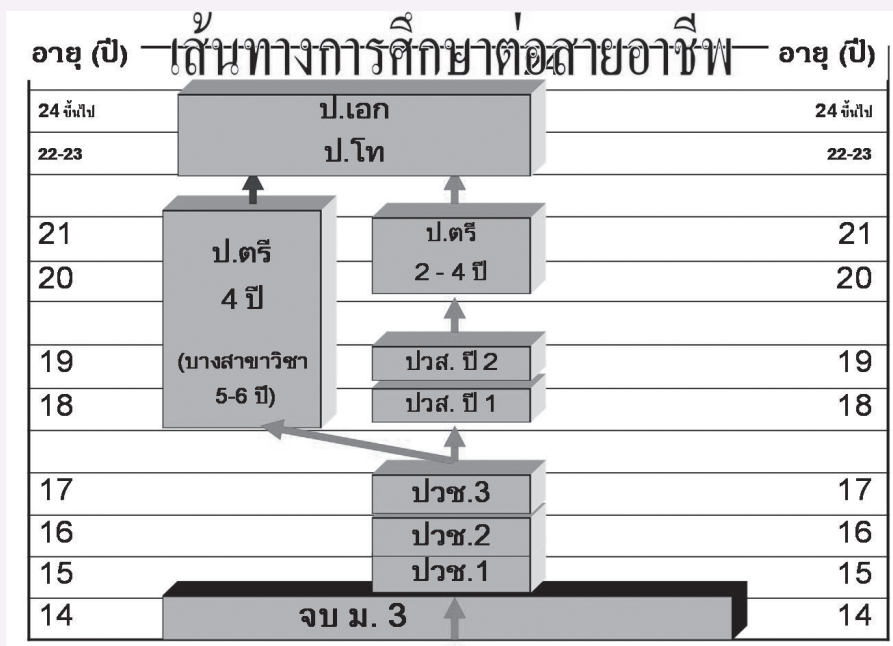 เส้นทางการศึกษาต่อสายอาชีพ
อายุ (ปี) อายุ (ปี)
24 ขึ้นไป ป.เอก 24 ขึ้นไป
22-23 ป.โท 22-23
21 ป.ตรี ป.ตรี 21
20 4 ปี 2 - 4 ปี 20
19 (บางสาขาวิชา ปวส. ปี 2 19
18 5-6 ปี) ปวส. ปี 1 18
17 ปวช.3 17
16 ปวช.2 16
15 ปวช.1 15
14 จบ ม. 3 14